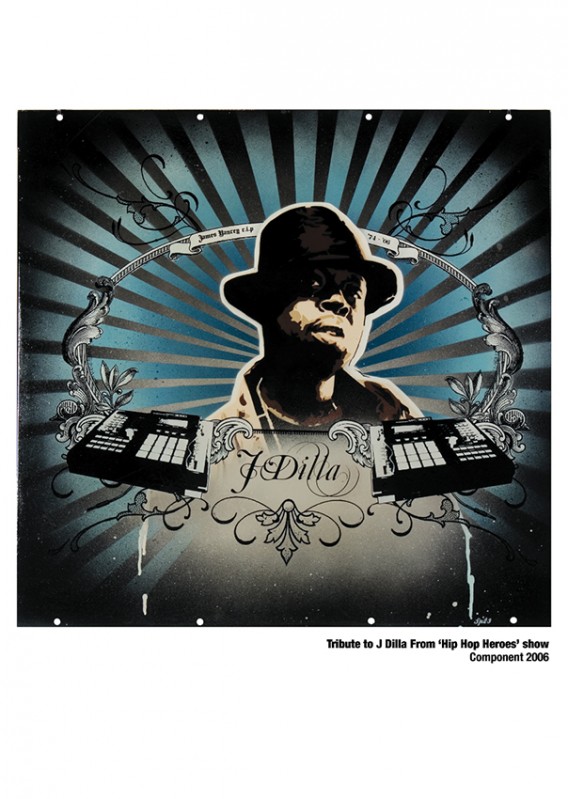 James Yancey r.i.p
74 - '06
J Dilla
Tribute to J Dilla From ‘Hip Hop Heroes’ show
Component 2006